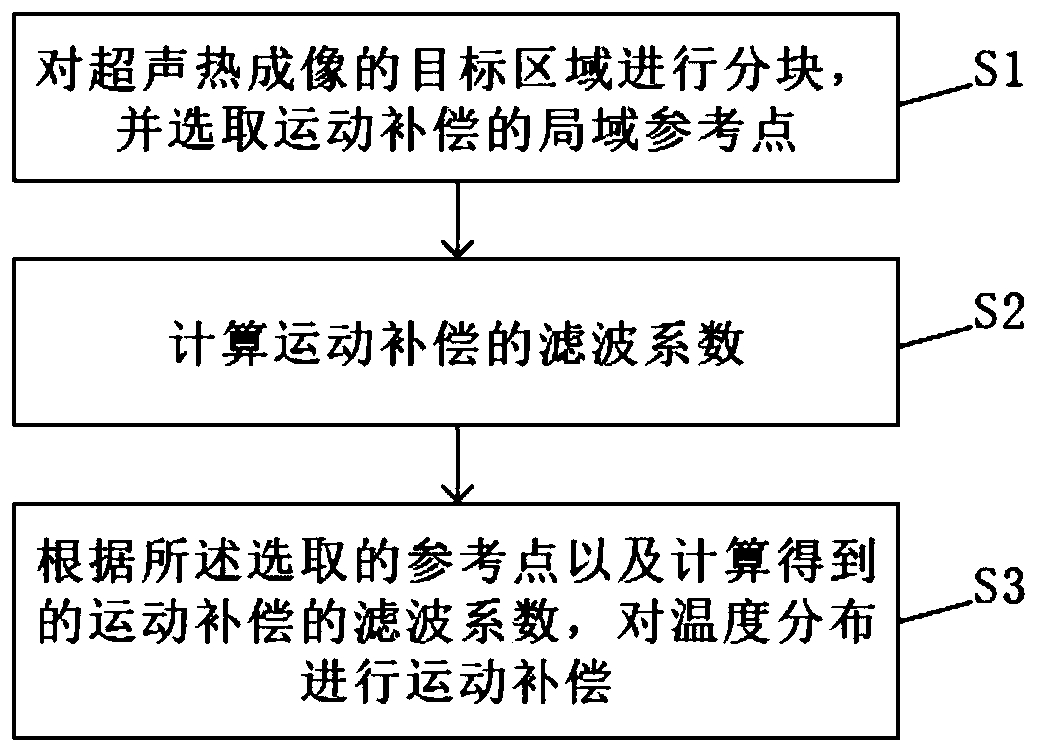 对超声热成像的目标区域进行分块，
并选取运动补偿的局域参考点
S1
计算运动补偿的滤波系数
S2
根据所述选取的参考点以及计算得到
的运动补偿的滤波系数，对温度分布
进行运动补偿
S3